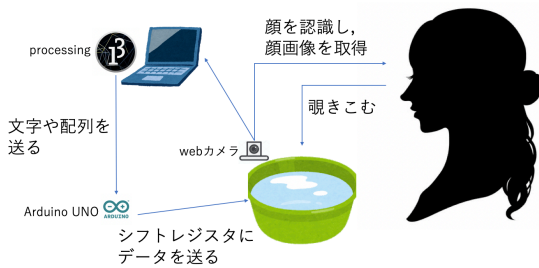 processing
顔を認識し，
顔画像を取得
覗きこむ
文字や配列を
送る
webカメラ
Arduino UNO
ARDUINO
シフトレジスタに
データを送る